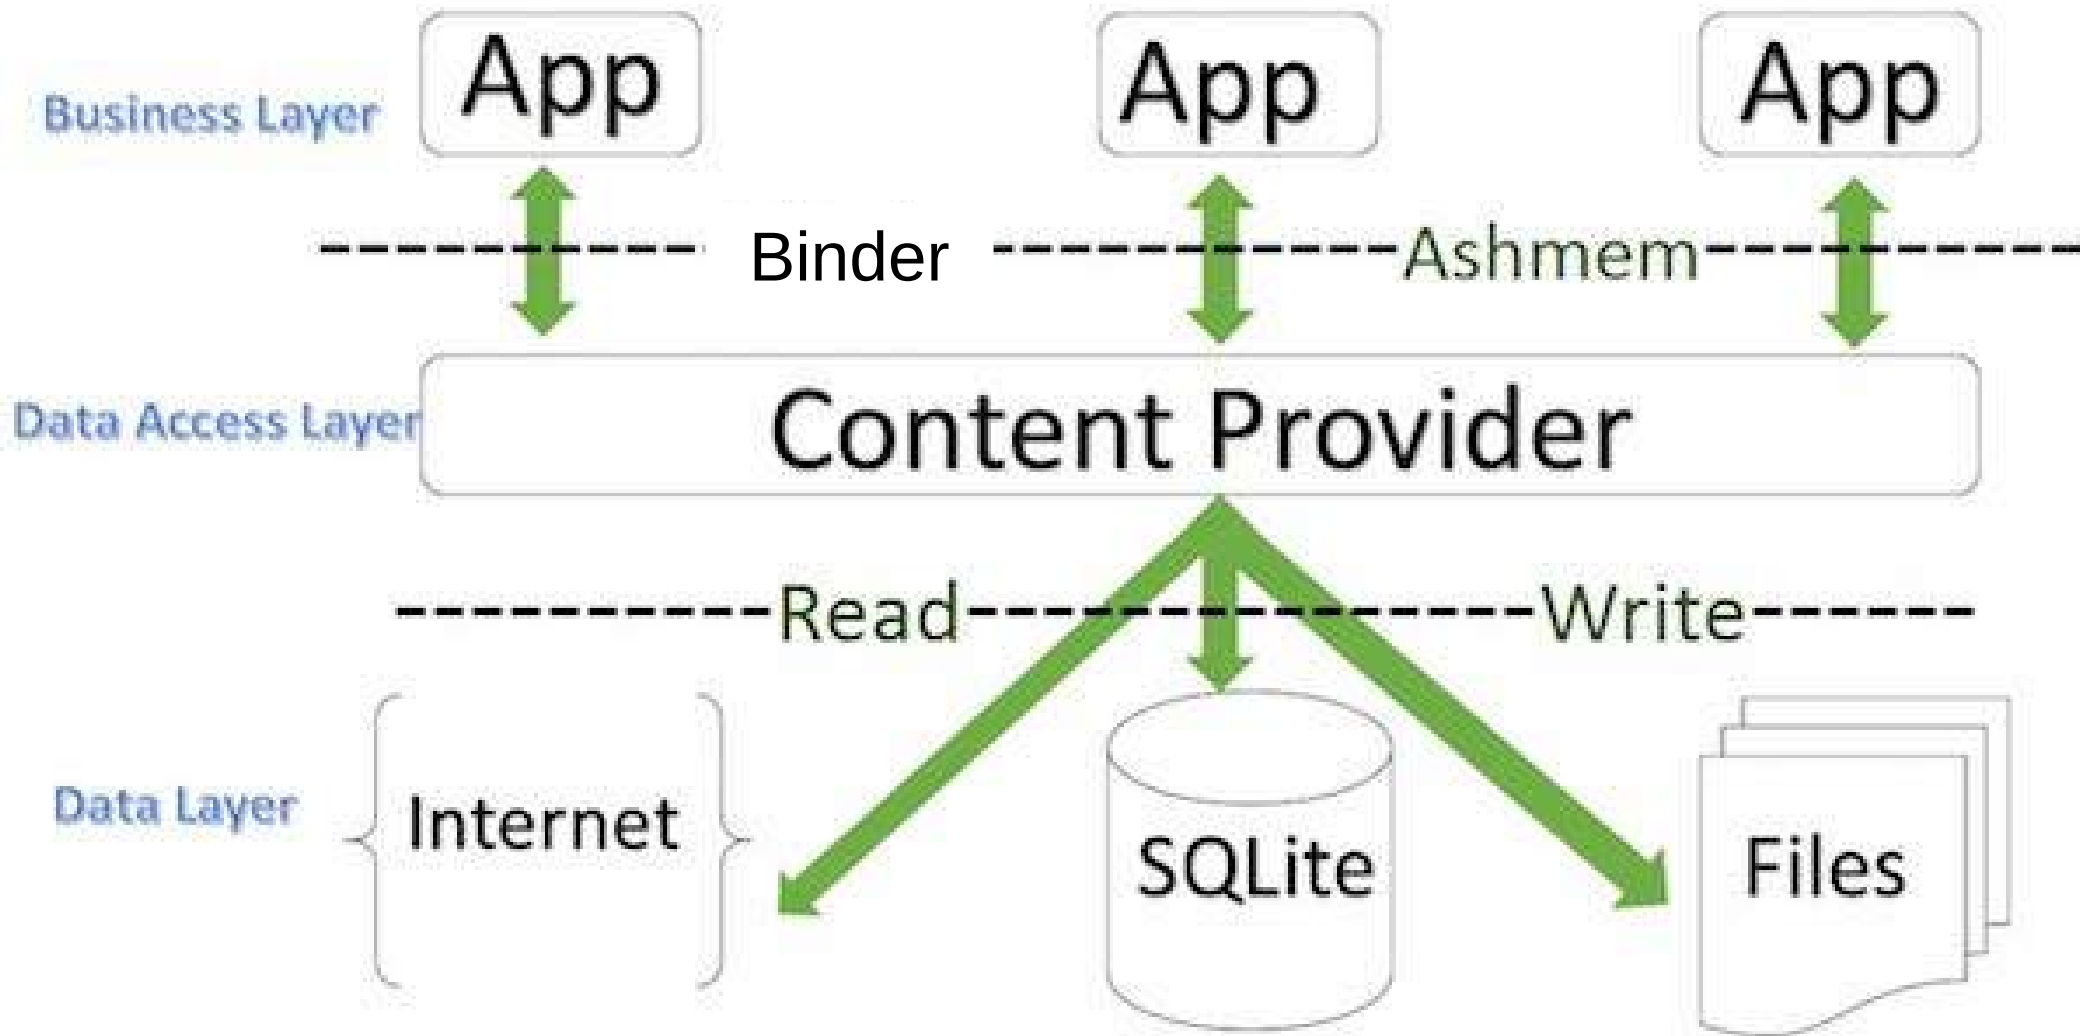 App
App
App
Business Layer
Binder
Ashmem
Data Access Layer
Content Provider
Read
Write
Data Layer
Internet
SQLite
Files